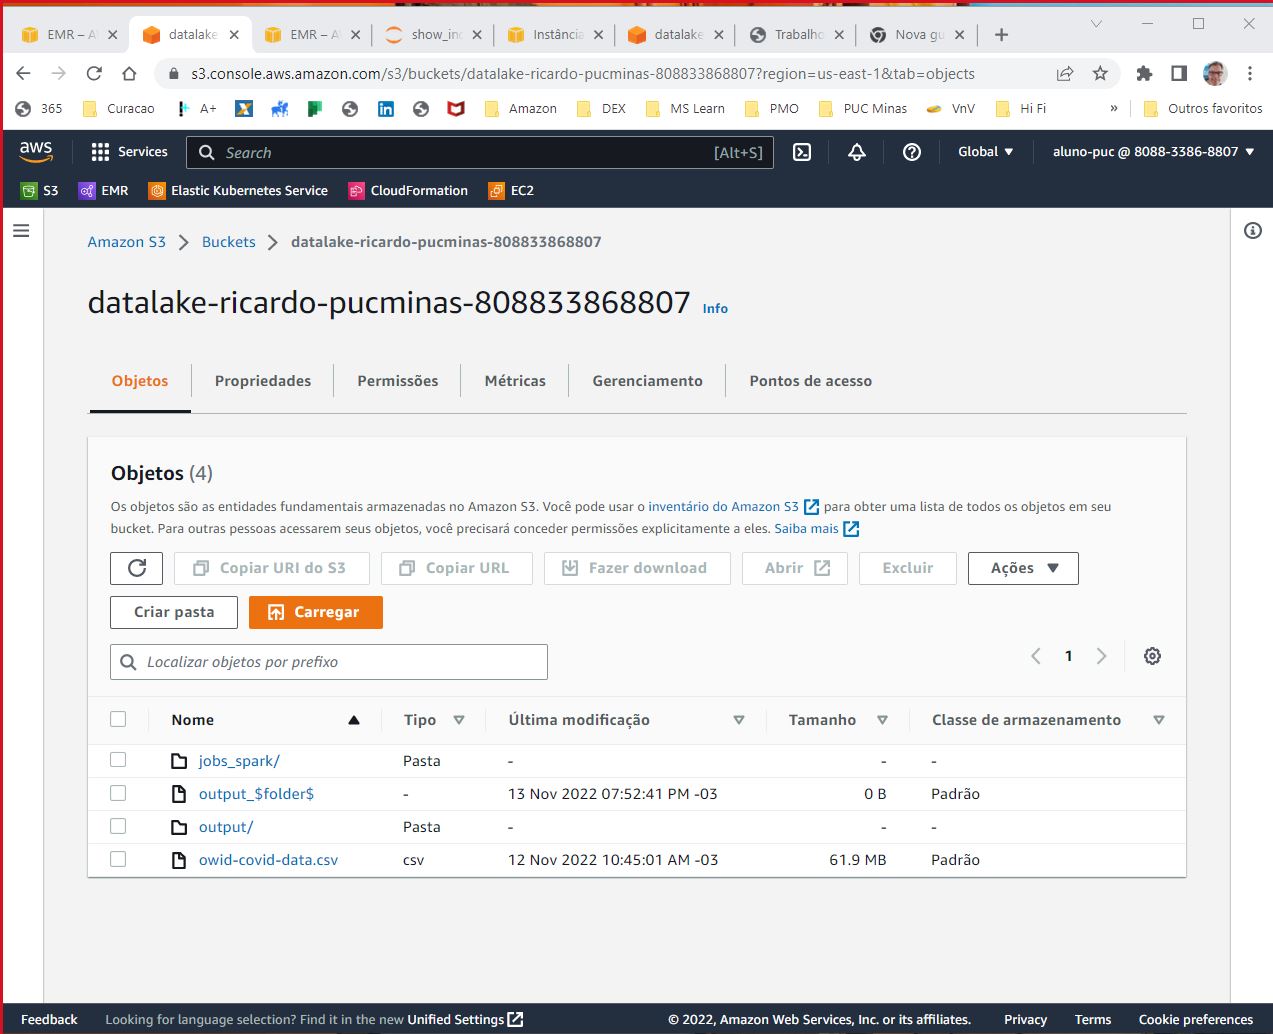 EMR – A
datalake
EMR – A
show_ind
Instância
datalake
Trabalho
Nova gu
s3.console.aws.amazon.com/s3/buckets/datalake-ricardo-pucminas-808833868807?region=us-east-1&tab=objects
365 Curacao A+ Amazon DEX MS Learn PMO PUC Minas VnV Hi Fi » Outros favoritos
aws Services Search [Alt+S] Global aluno-puc @ 8088-3386-8807
S3 EMR Elastic Kubernetes Service CloudFormation EC2
Amazon S3 Buckets datalake-ricardo-pucminas-808833868807
datalake-ricardo-pucminas-808833868807 Info
Objetos Propriedades Permissões Métricas Gerenciamento Pontos de acesso
Objetos (4)
Os objetos são as entidades fundamentais armazenadas no Amazon S3. Você pode usar o inventário do Amazon S3 para obter uma lista de todos os objetos em seu
bucket. Para outras pessoas acessarem seus objetos, você precisará conceder permissões explicitamente a eles. Saiba mais
Copiar URI do S3 Copiar URL Fazer download Abrir Excluir Ações
Criar pasta Carregar
Localizar objetos por prefixo 1
Nome Tipo Última modificação Tamanho Classe de armazenamento
jobs_spark/ Pasta - - -
output_$folder$ - 13 Nov 2022 07:52:41 PM -03 0 B Padrão
output/ Pasta - - -
owid-covid-data.csv csv 12 Nov 2022 10:45:01 AM -03 61.9 MB Padrão
Feedback Looking for language selection? Find it in the new Unified Settings © 2022, Amazon Web Services, Inc. or its affiliates. Privacy Terms Cookie preferences